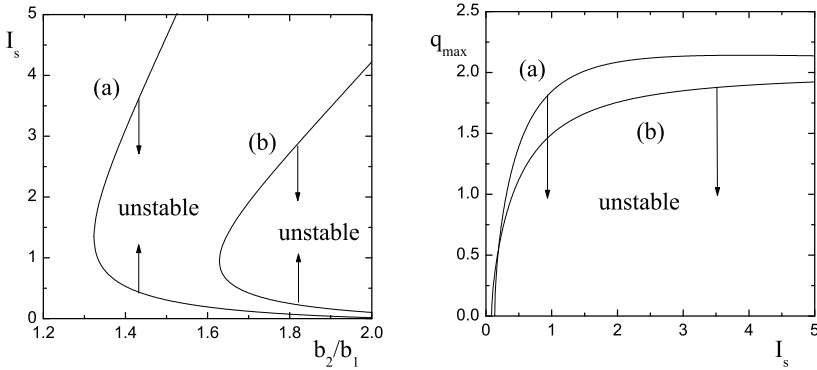 5
I_s
4
(a)
3
(b)
2
unstable
unstable
1
0
1.2 1.4 1.6 1.8 2.0
b_2/b_1
2.5
q_max
2.0
(a)
1.5
(b)
1.0
unstable
0.5
0.0
0 1 2 3 4 5
I_s